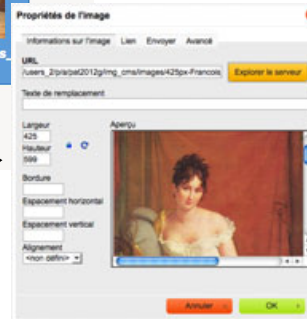 Propriétés de l'image
Informations sur l'image Lien Envoyer Avancé
URL
Explorer le serveur
Texte de remplacement
Largeur
425
Hauteur
599
Aperçu
Bordure
Espacement horizontal
Espacement vertical
Alignement
<non défini>
Annuler
OK